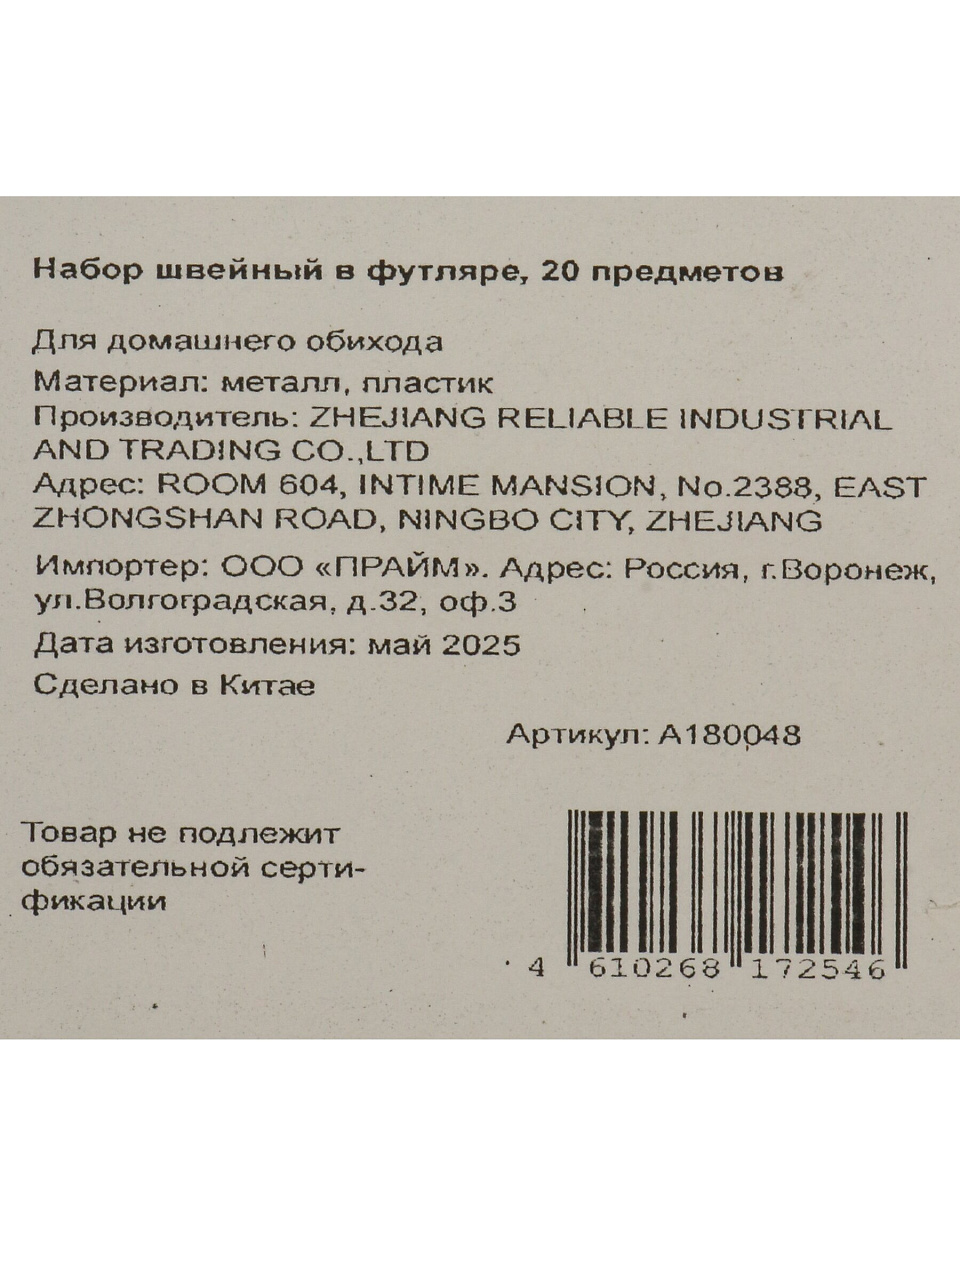 Набор швейный в футляре, 20 предметов
Для домашнего обихода
Материал: металл, пластик
Производитель: ZHEJIANG RELIABLE INDUSTRIAL
AND TRADING CO.,LTD
Адрес: ROOM 604, INTIME MANSION, No.2388, EAST
ZHONGSHAN ROAD, NINGBO CITY, ZHEJIANG
Импортер: ООО «ПРАЙМ». Адрес: Россия, г.Воронеж,
ул.Волгоградская, д.32, оф.3
Дата изготовления: май 2025
Сделано в Китае
Артикул: А180048
Товар не подлежит
обязательной серти-
фикации
4 610268 172546